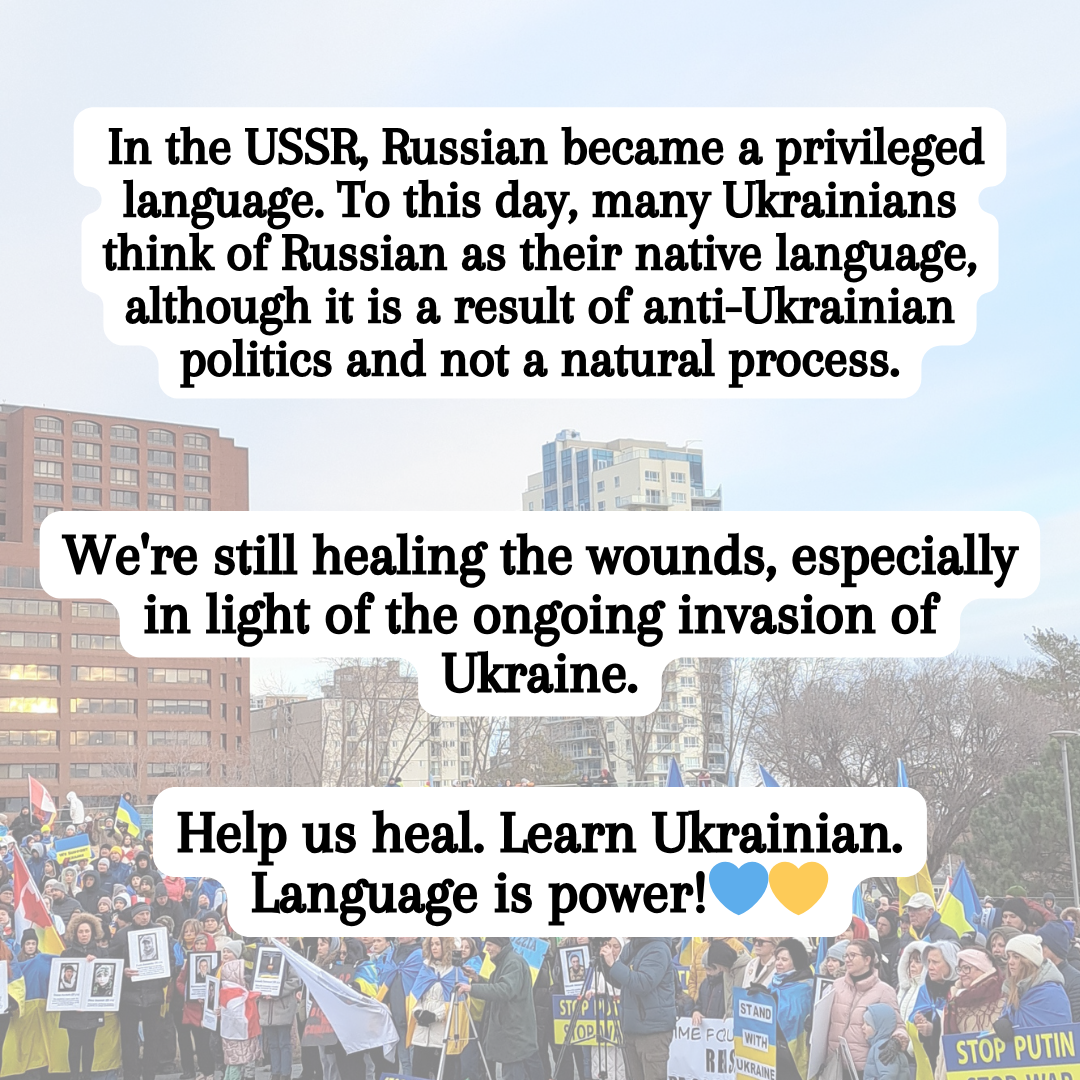 In the USSR, Russian became a privileged
language. To this day, many Ukrainians
think of Russian as their native language,
although it is a result of anti-Ukrainian
politics and not a natural process.
We're still healing the wounds, especially
in light of the ongoing invasion of
Ukraine.
Help us heal. Learn Ukrainian.
Language is power!💙💛
STAND
WITH
UKRAINE
STOP PUTIN
STOP WAR